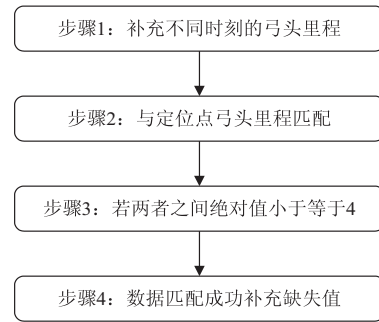 步骤1：补充不同时刻的弓头里程
步骤2：与定位点弓头里程匹配
步骤3：若两者之间绝对值小于等于4
步骤4：数据匹配成功补充缺失值